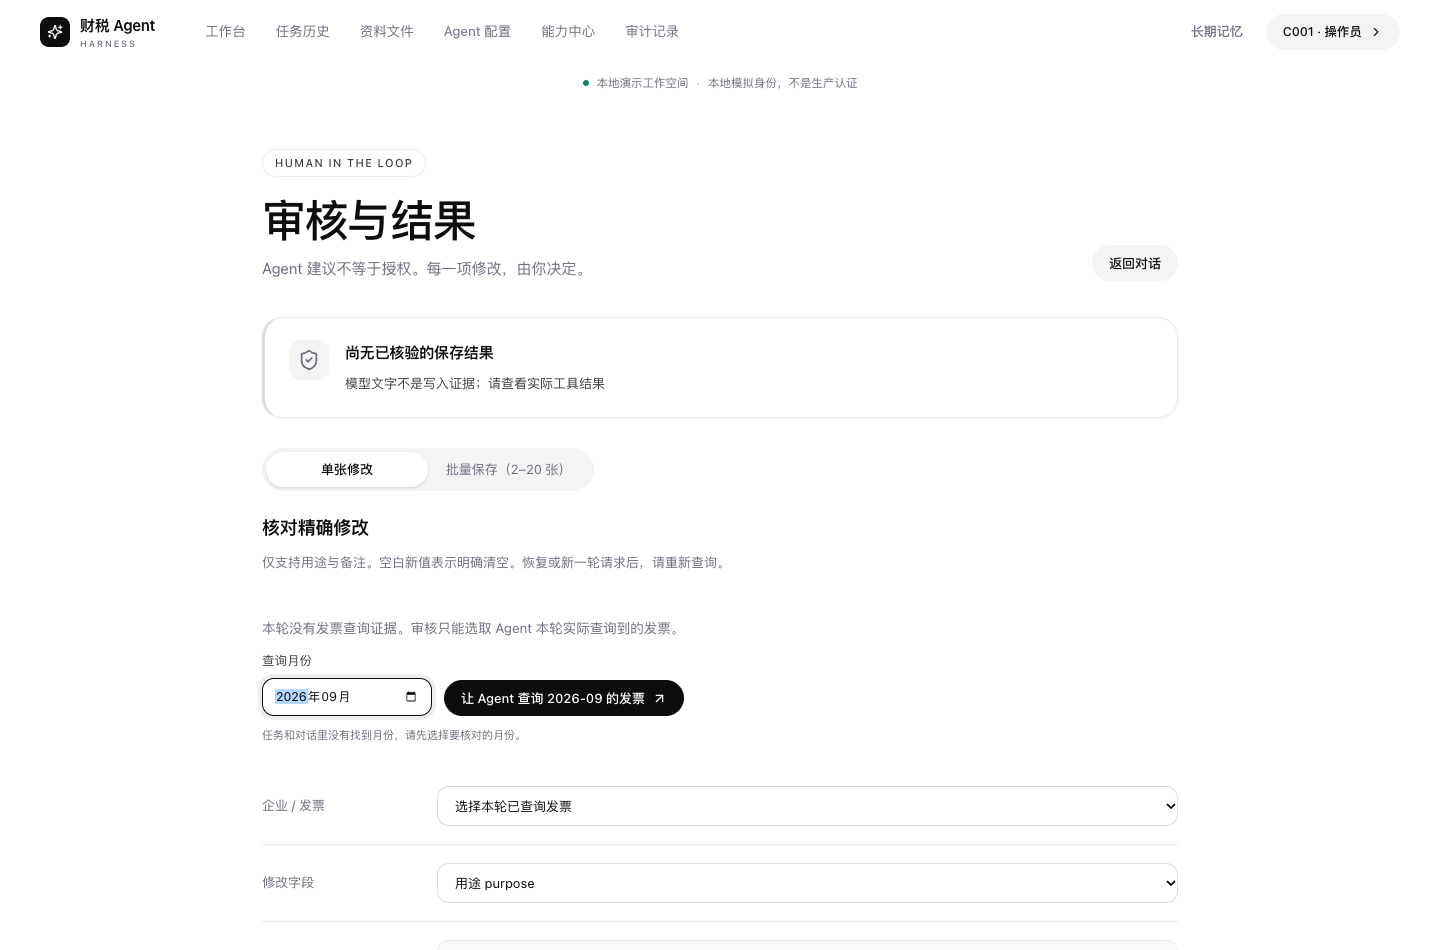 财税 Agent
HARNESS
工作台
任务历史
资料文件
Agent 配置
能力中心
审计记录
长期记忆
C001 · 操作员
本地演示工作空间 · 本地模拟身份，不是生产认证
HUMAN IN THE LOOP
审核与结果
Agent 建议不等于授权。每一项修改，由你决定。
返回对话
尚无已核验的保存结果
模型文字不是写入证据；请查看实际工具结果
单张修改
批量保存（2–20 张）
核对精确修改
仅支持用途与备注。空白新值表示明确清空。恢复或新一轮请求后，请重新查询。
本轮没有发票查询证据。审核只能选取 Agent 本轮实际查询到的发票。
查询月份
2026年09月
让 Agent 查询 2026-09 的发票
任务和对话里没有找到月份，请先选择要核对的月份。
企业 / 发票
选择本轮已查询发票
修改字段
用途 purpose